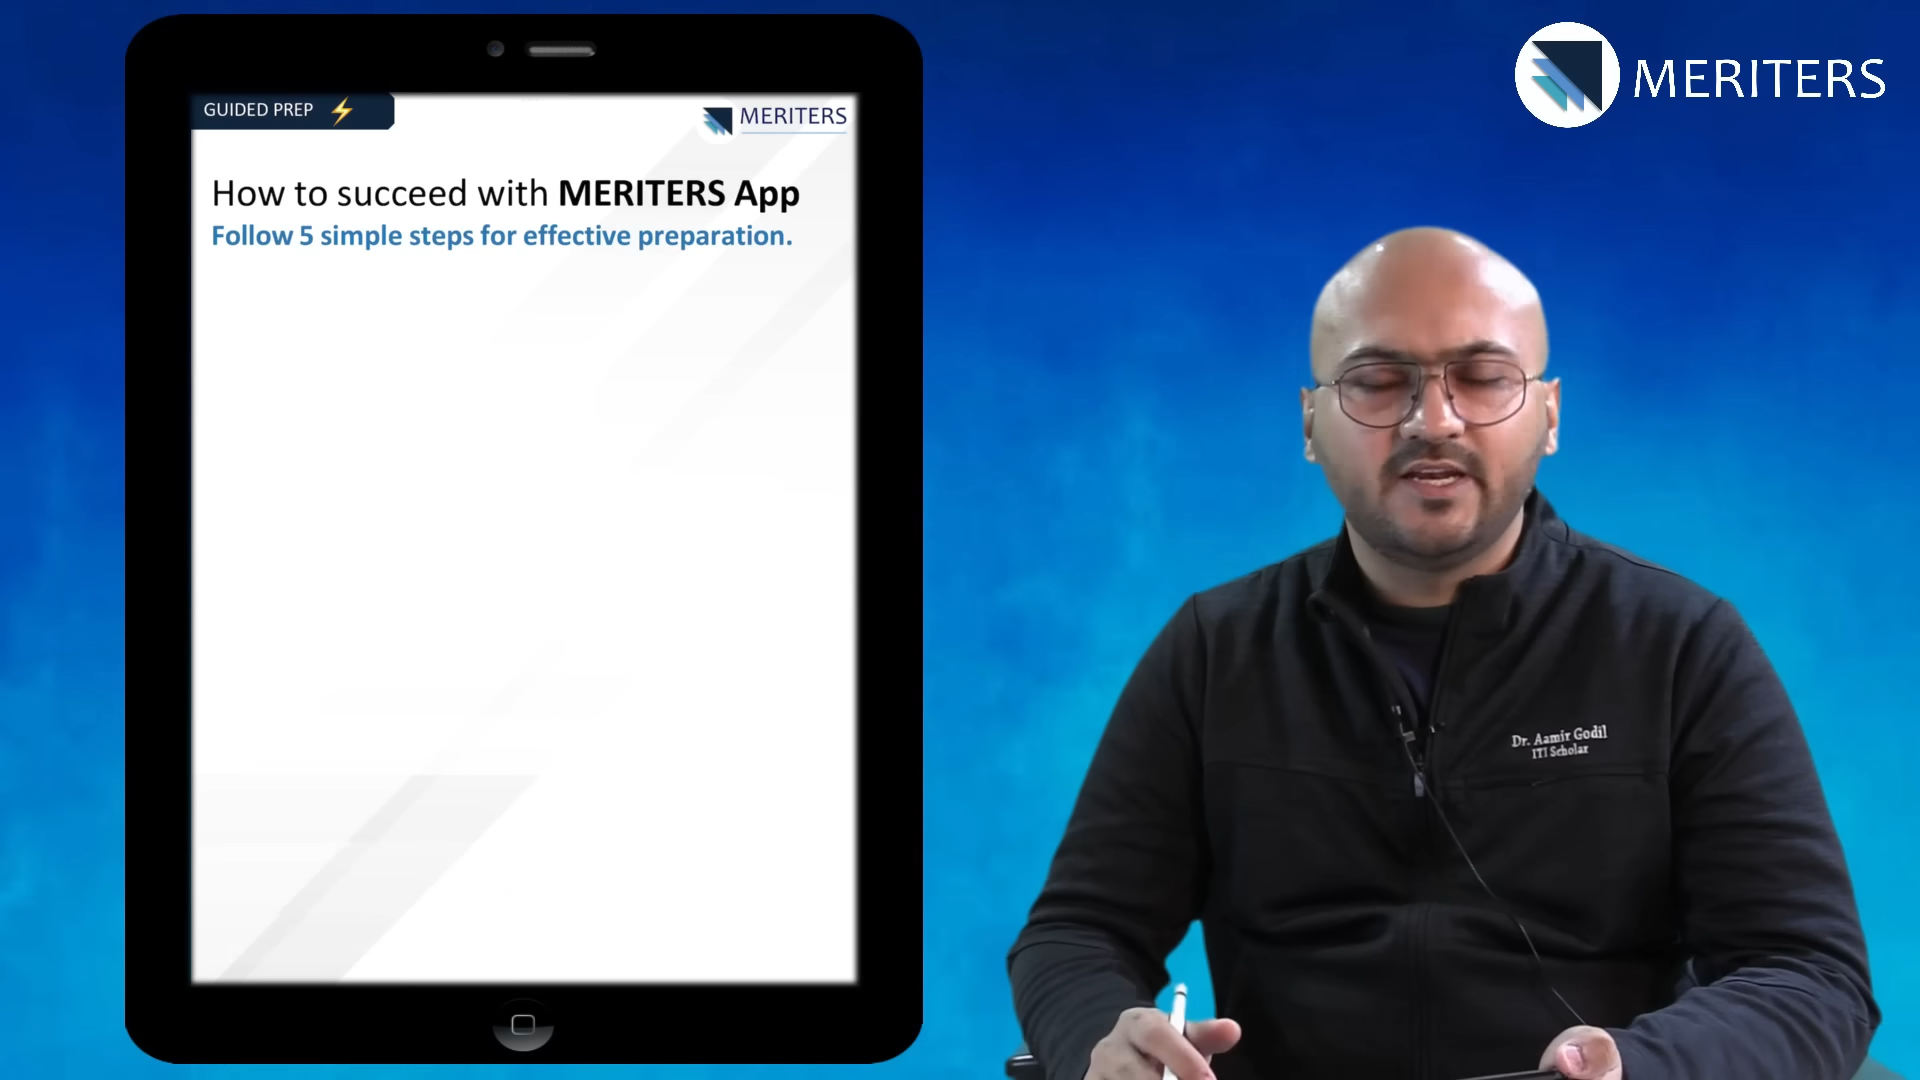 GUIDED PREP
MERITERS
How to succeed with MERITERS App
Follow 5 simple steps for effective preparation.
MERITERS
Dr. Aamir Godil
ITI Scholar